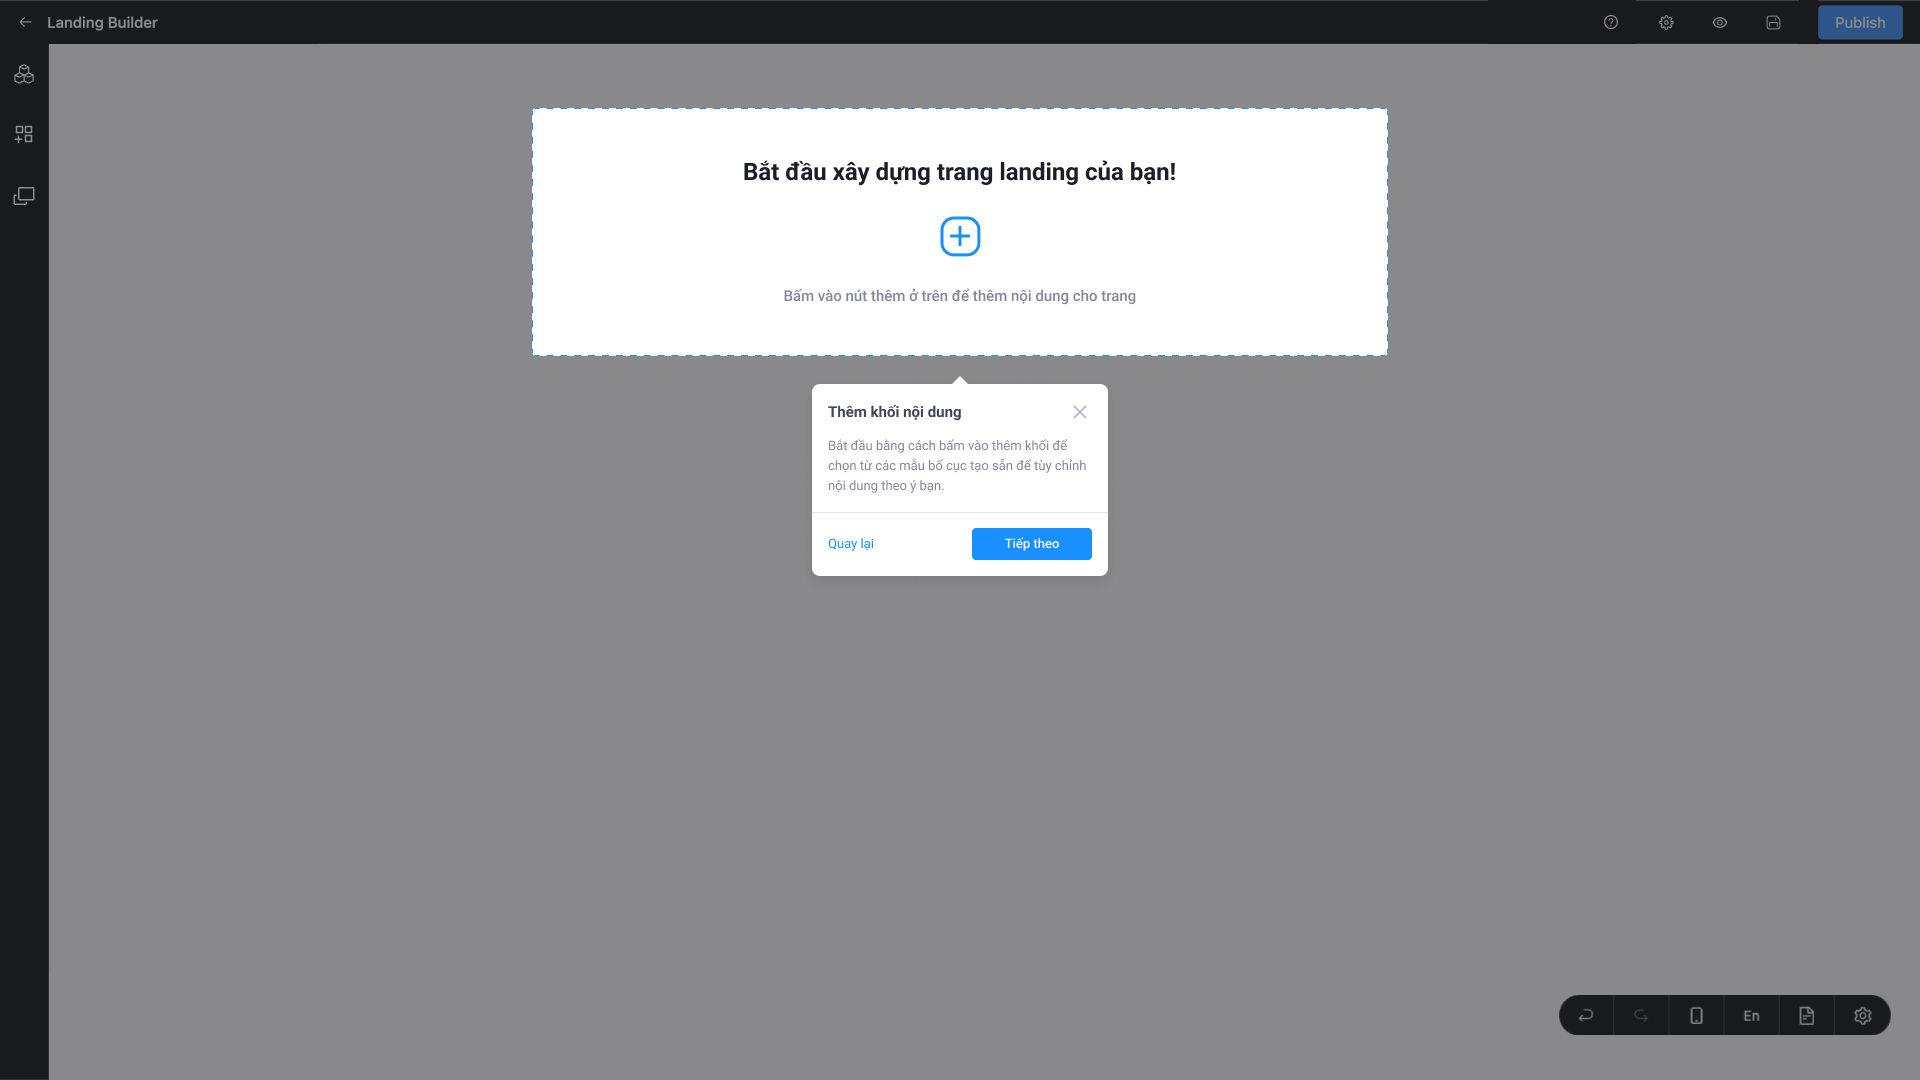 Landing Builder
Publish
Bắt đầu xây dựng trang landing của bạn!
Bấm vào nút thêm ở trên để thêm nội dung cho trang
Thêm khối nội dung
Bắt đầu bằng cách bấm vào thêm khối để
chọn từ các mẫu bố cục tạo sẵn để tùy chỉnh
nội dung theo ý bạn.
Quay lại
Tiếp theo
En